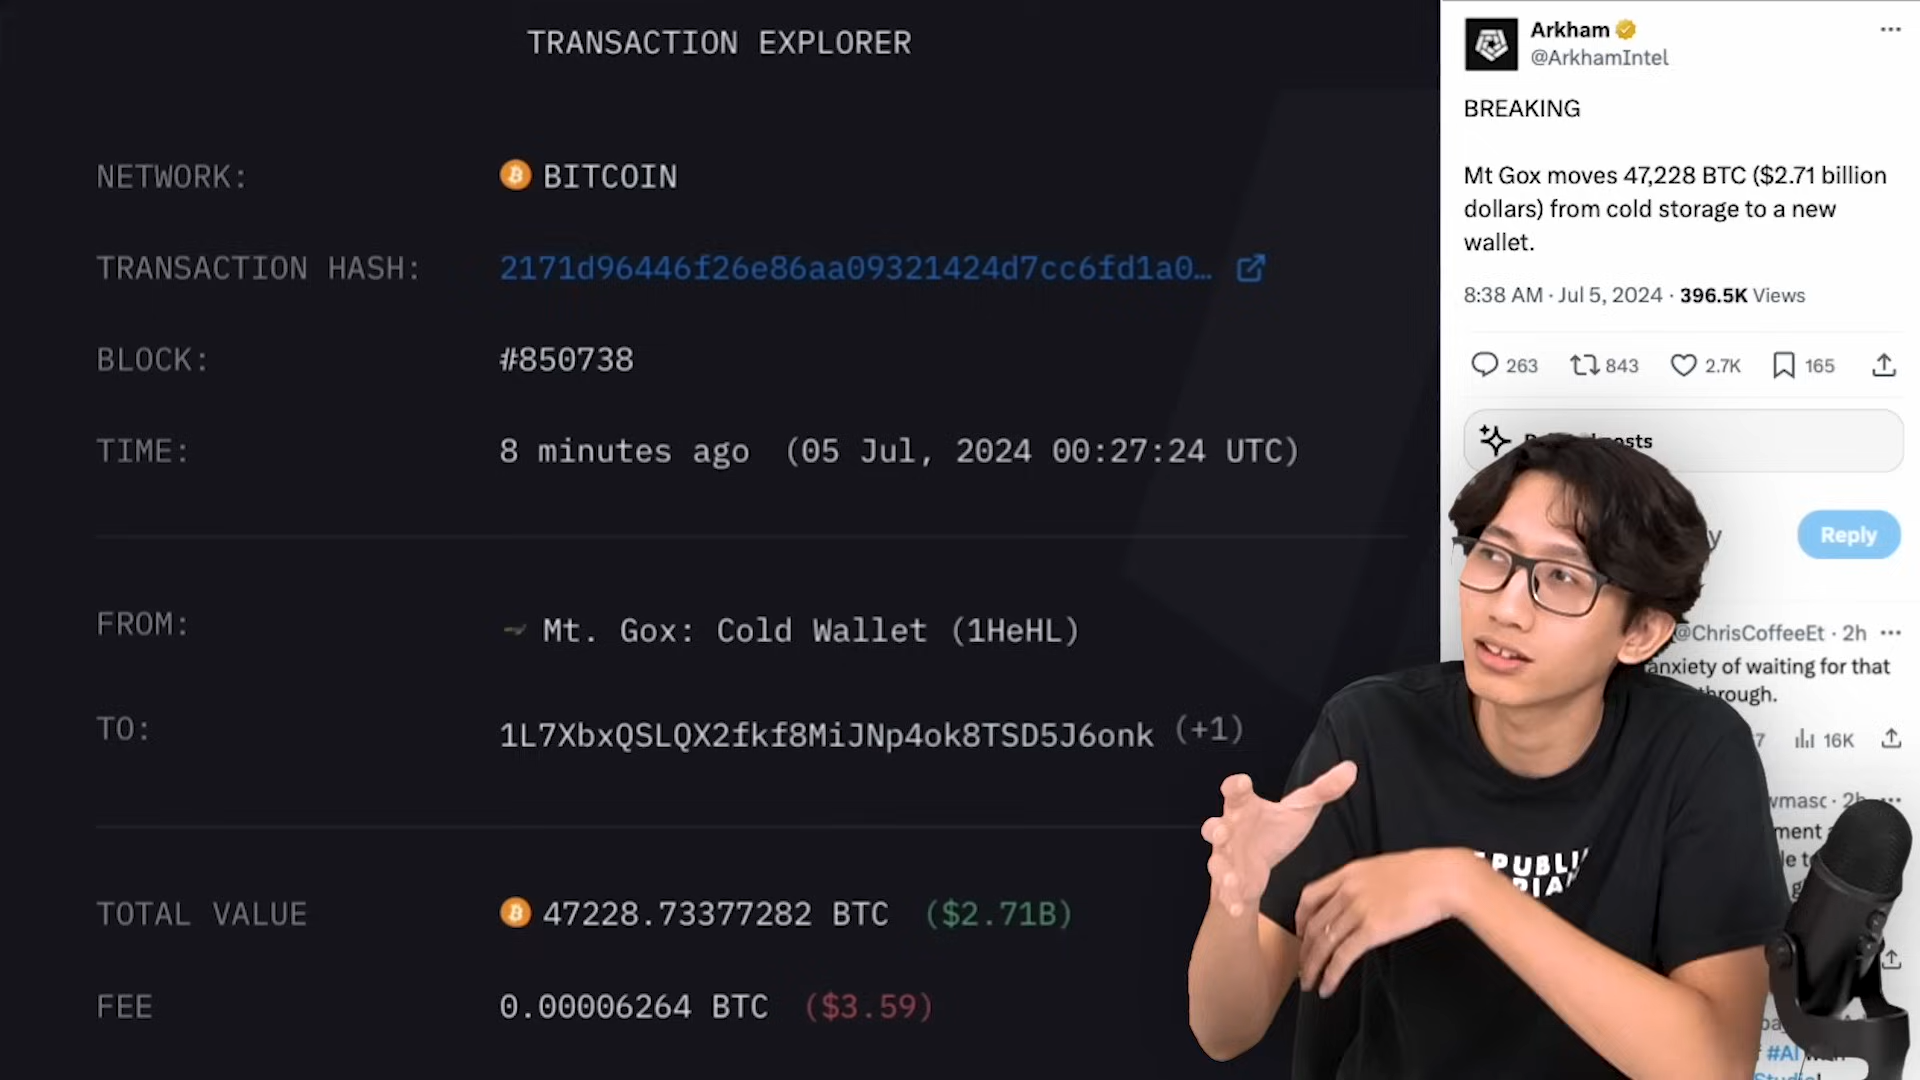 TRANSACTION EXPLORER
NETWORK: BITCOIN
TRANSACTION HASH: 2171d96446f26e86aa09321424d7cc6fd1a0…
BLOCK: #850738
TIME: 8 minutes ago (05 Jul, 2024 00:27:24 UTC)
FROM: Mt. Gox: Cold Wallet (1HeHL)
TO: 1L7XbxQSLQX2fkf8MiJNp4ok8TSD5J6onk (+1)
TOTAL VALUE 47228.73377282 BTC ($2.71B)
FEE 0.00006264 BTC ($3.59)
Arkham
@ArkhamIntel
BREAKING
Mt Gox moves 47,228 BTC ($2.71 billion
dollars) from cold storage to a new
wallet.
8:38 AM · Jul 5, 2024 · 396.5K Views
263 843 2.7K 165
Reply
@ChrisCoffeeEt · 2h
anxiety of waiting for that
through.
16K
2h
#AI